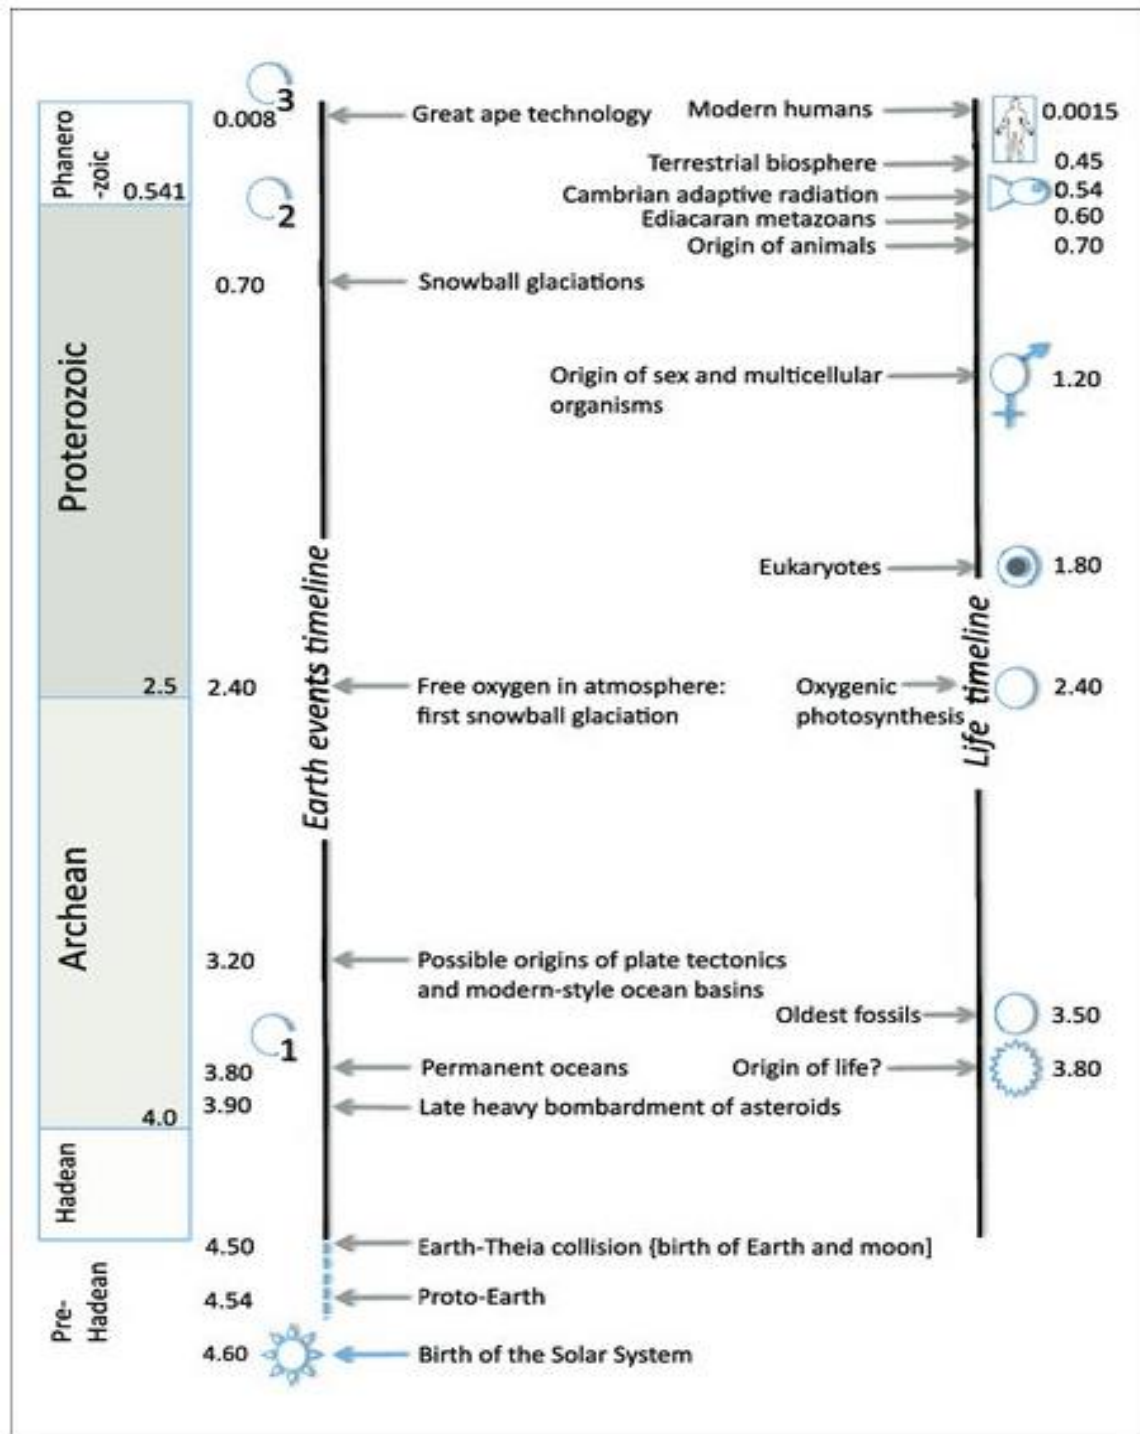 3
0.008
Great ape technology
Modern humans
0.0015
Phanero
-zoic
0.541
Terrestrial biosphere
0.45
2
Cambrian adaptive radiation
0.54
Ediacaran metazoans
0.60
Origin of animals
0.70
0.70
Snowball glaciations
Proterozoic
Origin of sex and multicellular
organisms
1.20
Eukaryotes
1.80
Earth events timeline
Life timeline
2.5
2.40
Free oxygen in atmosphere:
first snowball glaciation
Oxygenic
photosynthesis
2.40
Archean
3.20
Possible origins of plate tectonics
and modern-style ocean basins
Oldest fossils
3.50
1
3.80
Permanent oceans
Origin of life?
3.80
3.90
Late heavy bombardment of asteroids
4.0
Hadean
4.50
Earth-Theia collision {birth of Earth and moon]
Pre-
Hadean
4.54
Proto-Earth
4.60
Birth of the Solar System